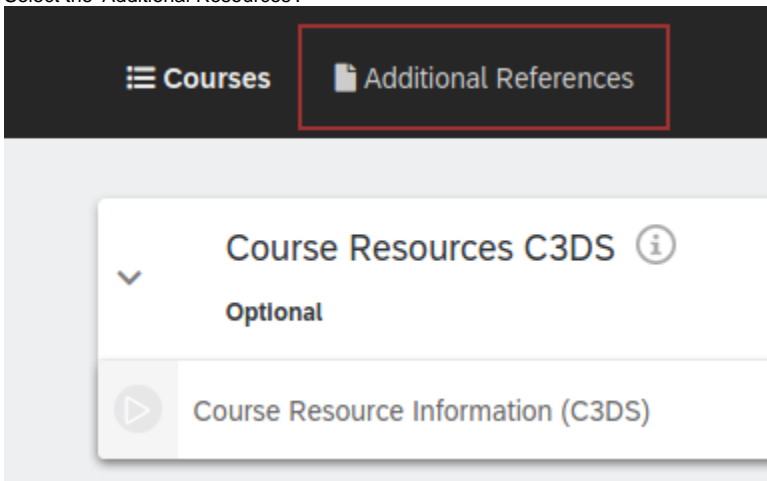 Select the 'Additional Resources'.
Courses Additional References
Course Resources C3DS
Optional
Course Resource Information (C3DS)